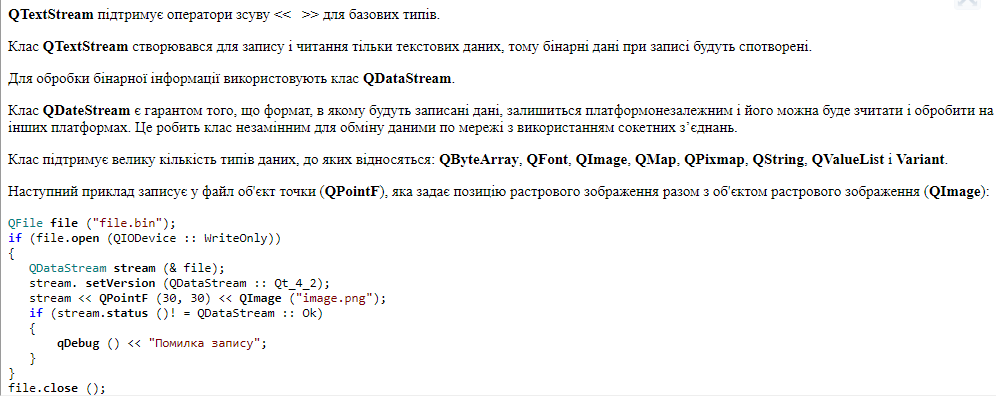 QTextStream підтримує оператори зсуву << >> для базових типів.
Клас QTextStream створювався для запису і читання тільки текстових даних, тому бінарні дані при записі будуть спотворені.
Для обробки бінарної інформації використовують клас QDataStream.
Клас QDateStream є гарантом того, що формат, в якому будуть записані дані, залишиться платформонезалежним і його можна буде зчитати і обробити на
інших платформах. Це робить клас незамінним для обміну даними по мережі з використанням сокетних з’єднань.
Клас підтримує велику кількість типів даних, до яких відносяться: QByteArray, QFont, QImage, QMap, QPixmap, QString, QValueList і Variant.
Наступний приклад записує у файл об'єкт точки (QPointF), яка задає позицію растрового зображення разом з об'єктом растрового зображення (QImage):
QFile file ("file.bin");
if (file.open (QIODevice :: WriteOnly))
{
QDataStream stream (& file);
stream. setVersion (QDataStream :: Qt_4_2);
stream << QPointF (30, 30) << QImage ("image.png");
if (stream.status ()! = QDataStream :: Ok)
{
qDebug () << "Помилка запису";
}
}
file.close ();